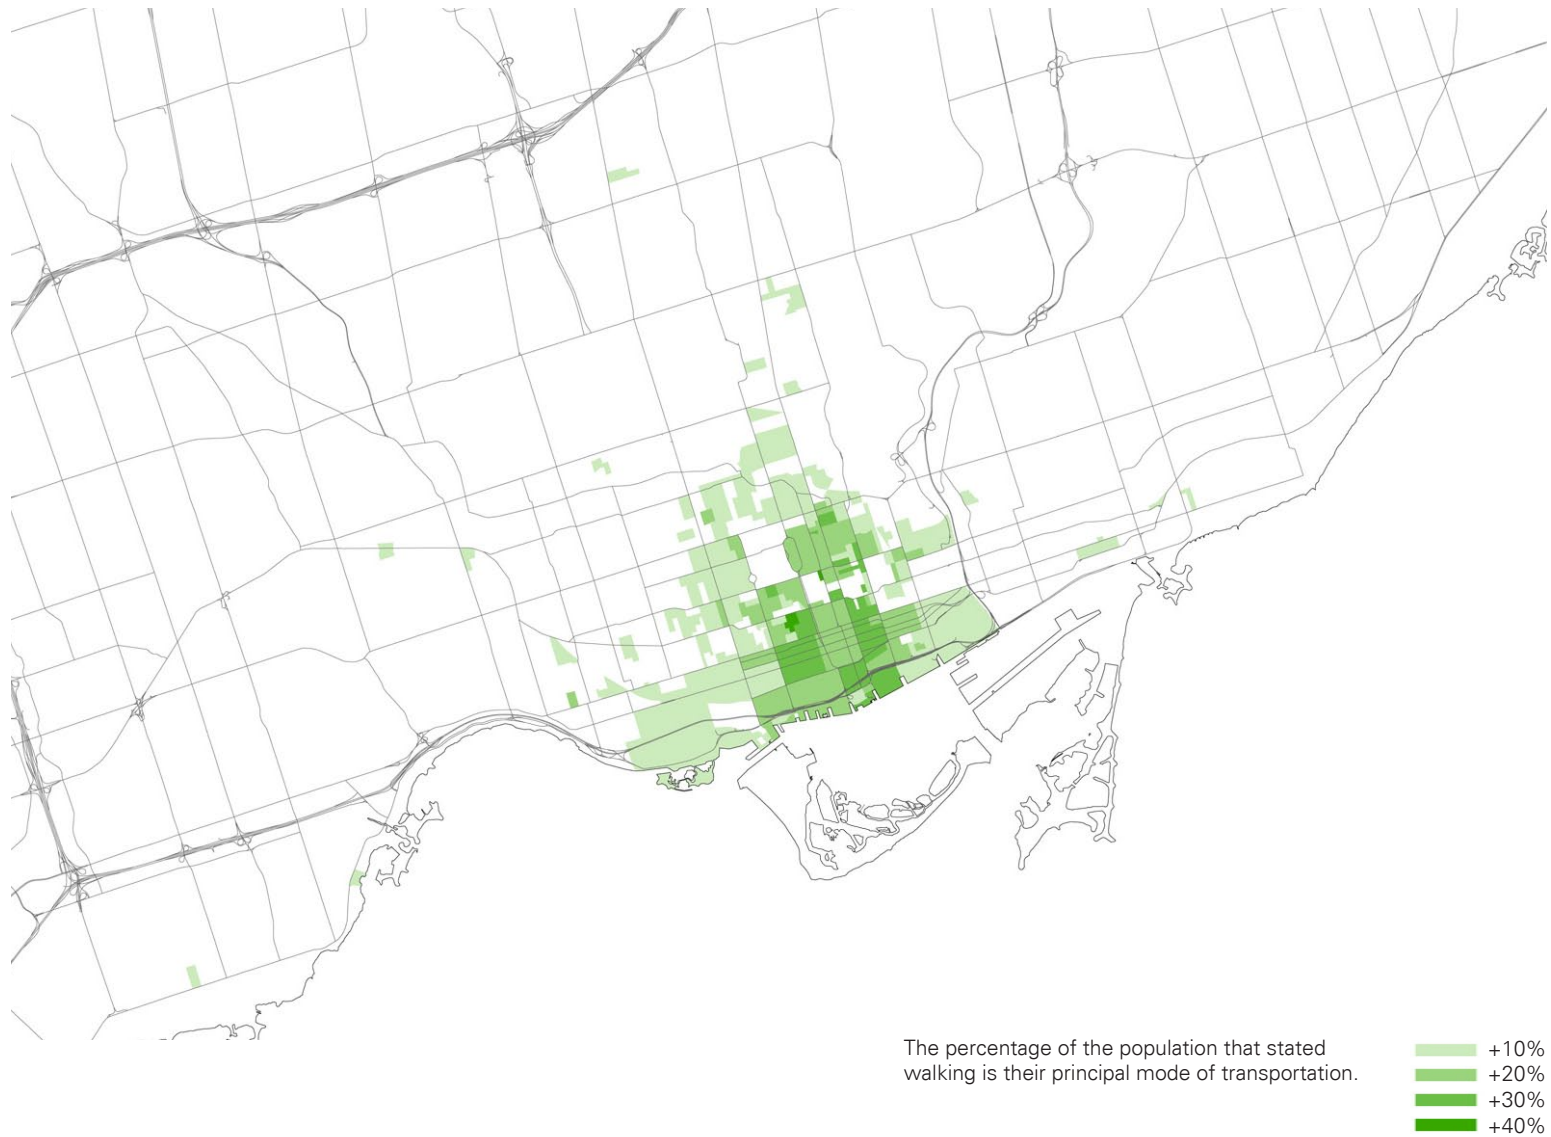 The percentage of the population that stated
walking is their principal mode of transportation.
+10%
+20%
+30%
+40%